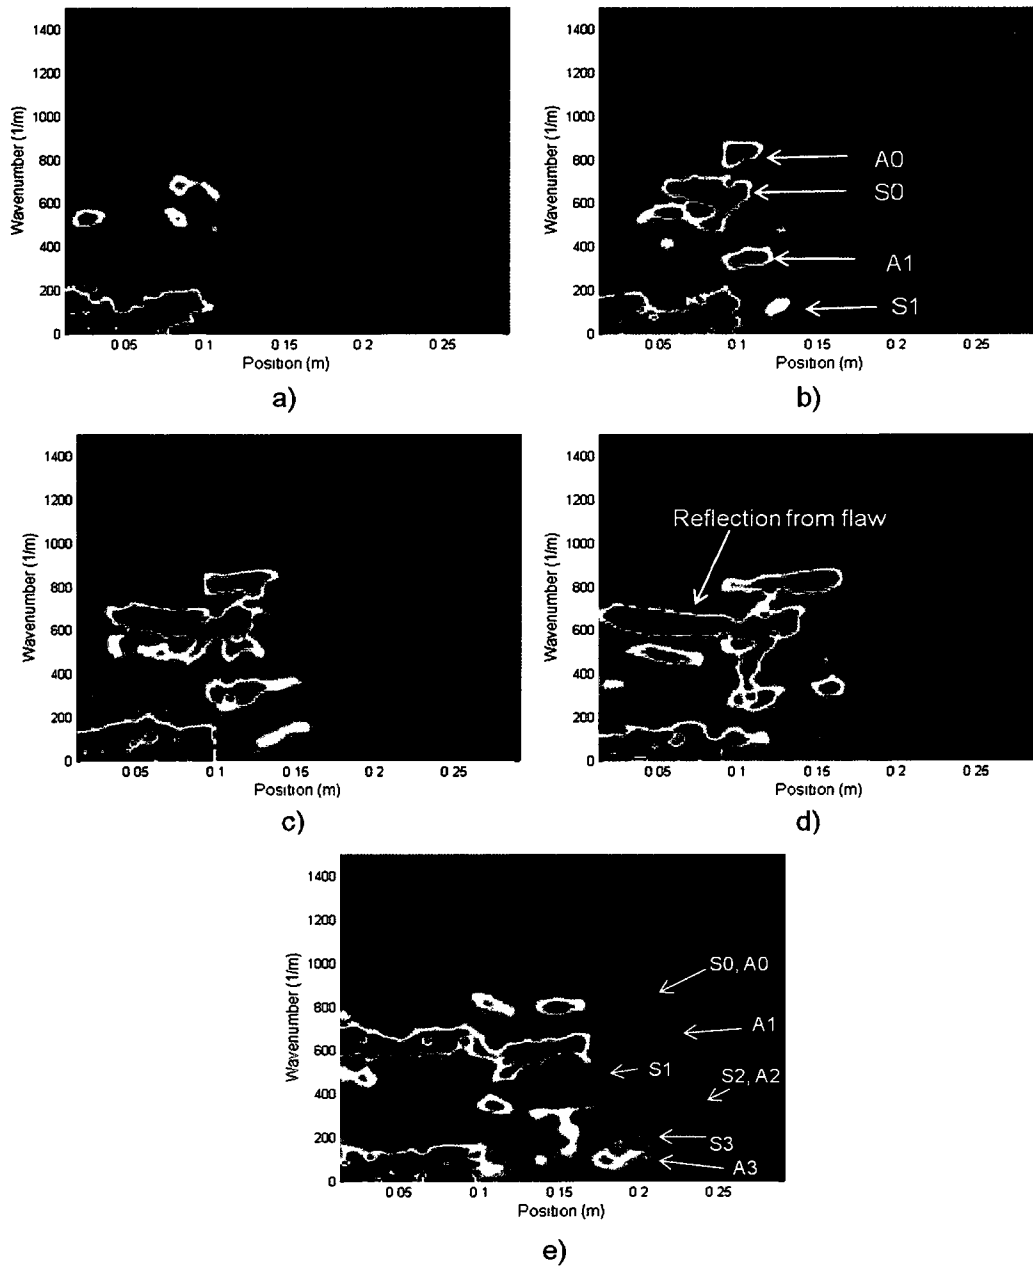 1400
1200
1000
800
600
400
200
0
Wavenumber (1/m)
0 05
0 1
0 15
0 2
0 25
Position (m)
a)
1400
1200
1000
800
600
400
200
0
Wavenumber (1/m)
A0
S0
A1
S1
0 05
0 1
0 15
0 2
0 25
Position (m)
b)
1400
1200
1000
800
600
400
200
0
Wavenumber (1/m)
0 05
0 1
0 15
0 2
0 25
Position (m)
c)
1400
1200
1000
800
600
400
200
0
Wavenumber (1/m)
Reflection from flaw
0 05
0 1
0 15
0 2
0 25
Position (m)
d)
1400
1200
1000
800
600
400
200
0
Wavenumber (1/m)
S0, A0
A1
S1
S2, A2
S3
A3
0 05
0 1
0 15
0 2
0 25
Position (m)
e)